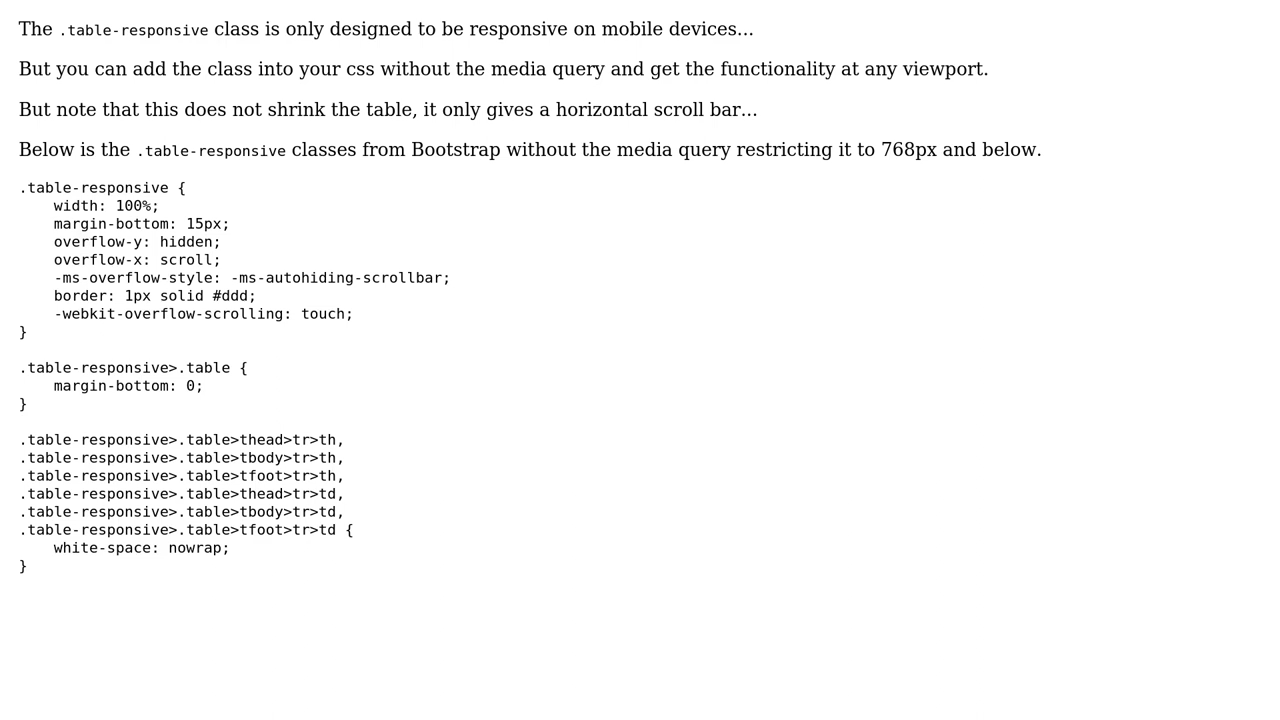 The .table-responsive class is only designed to be responsive on mobile devices...
But you can add the class into your css without the media query and get the functionality at any viewport.
But note that this does not shrink the table, it only gives a horizontal scroll bar...
Below is the .table-responsive classes from Bootstrap without the media query restricting it to 768px and below.
.table-responsive {
    width: 100%;
    margin-bottom: 15px;
    overflow-y: hidden;
    overflow-x: scroll;
    -ms-overflow-style: -ms-autohiding-scrollbar;
    border: 1px solid #ddd;
    -webkit-overflow-scrolling: touch;
}
.table-responsive>.table {
    margin-bottom: 0;
}
.table-responsive>.table>thead>tr>th,
.table-responsive>.table>tbody>tr>th,
.table-responsive>.table>tfoot>tr>th,
.table-responsive>.table>thead>tr>td,
.table-responsive>.table>tbody>tr>td,
.table-responsive>.table>tfoot>tr>td {
    white-space: nowrap;
}